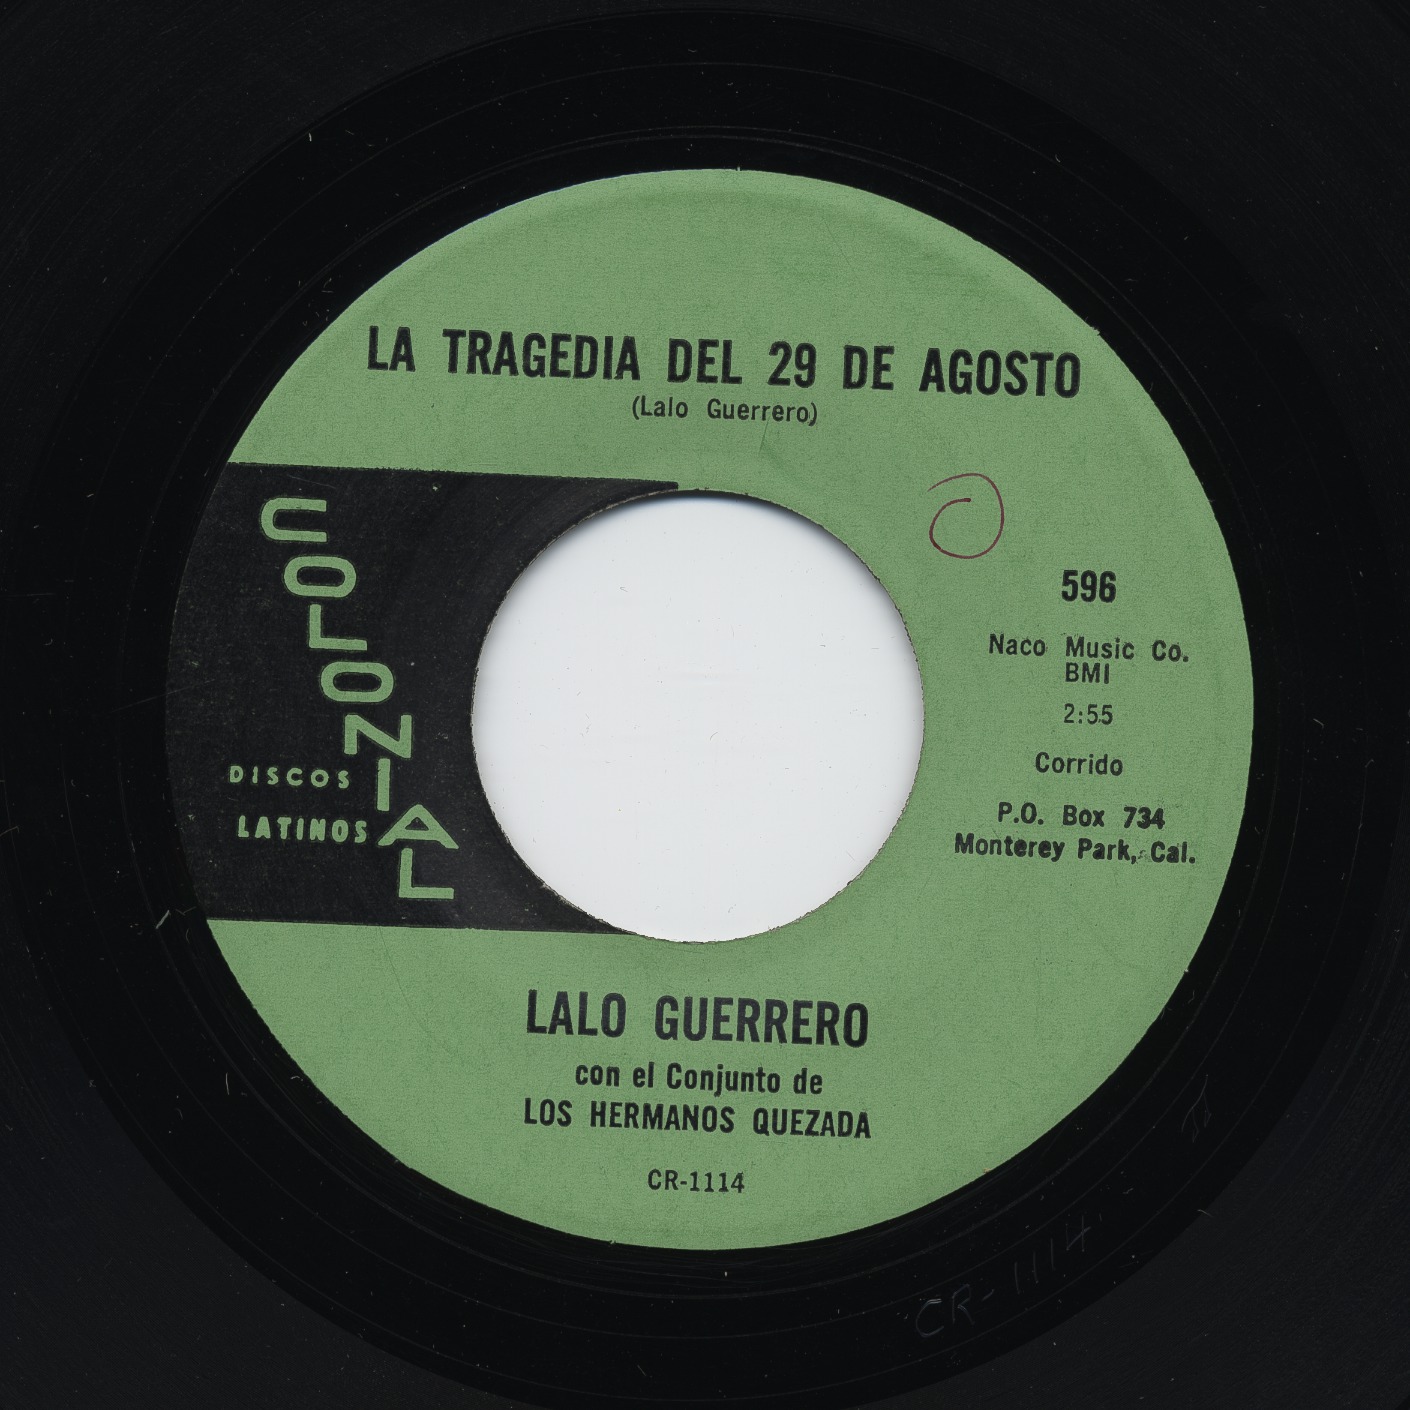 LA TRAGEDIA DEL 29 DE AGOSTO
(Lalo Guerrero)
COLONIAL
DISCOS
LATINOS
596
Naco Music Co.
BMI
2:55
Corrido
P.O. Box 734
Monterey Park, Cal.
LALO GUERRERO
con el Conjunto de
LOS HERMANOS QUEZADA
CR-1114
CR-1114